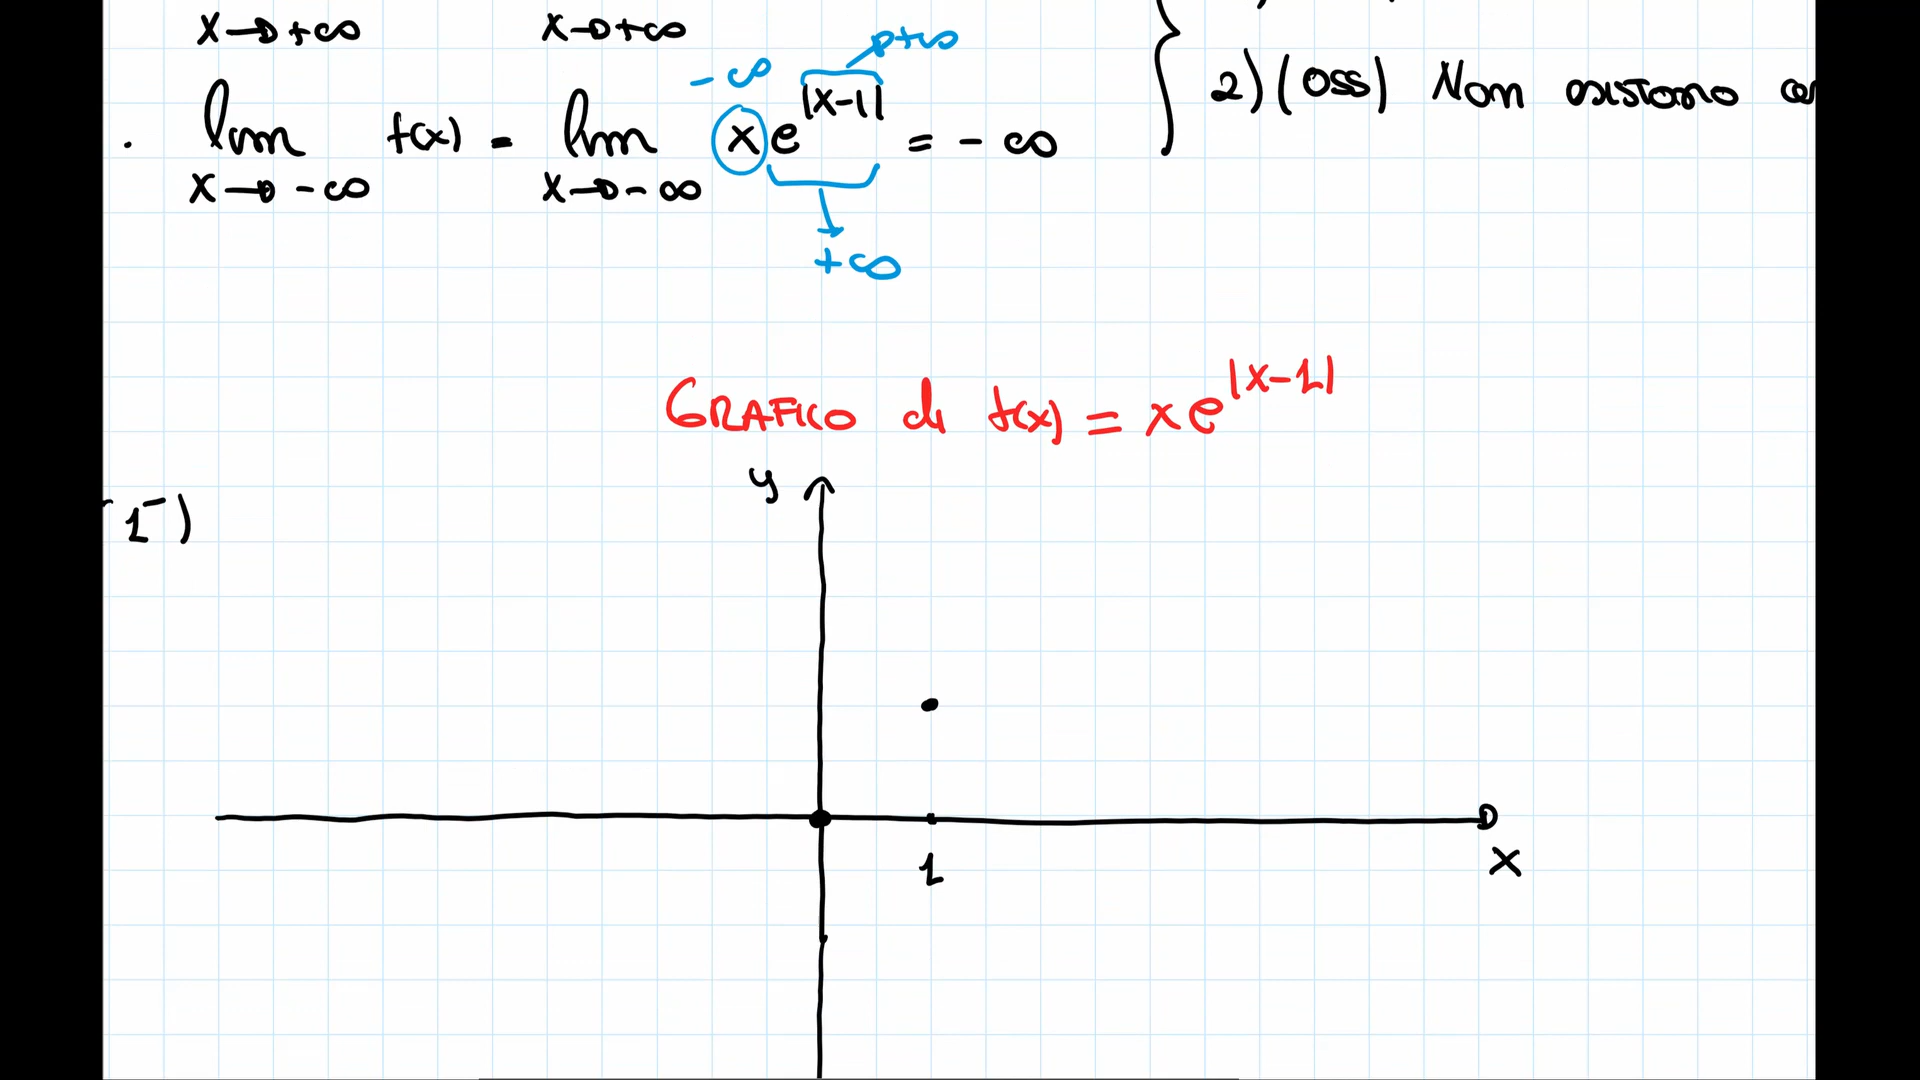 x→+∞ x→+∞
-∞ →+∞
. lim f(x) = lim x e^|x-1| = -∞
x→-∞ x→-∞
+∞
2) (OSS) Non esistono
GRAFICO di f(x) = x e^|x-1|
y
1⁻)
1
x